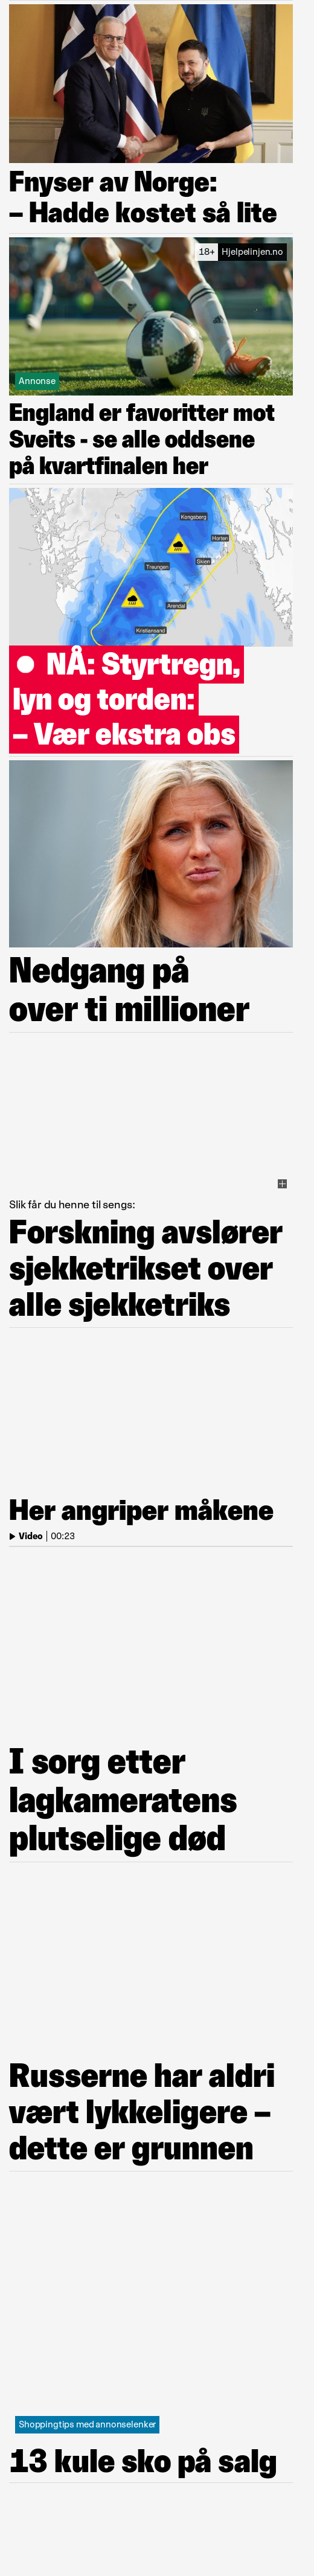 Fnyser av Norge:
– Hadde kostet så lite
18+ Hjelpelinjen.no
Annonse
England er favoritter mot
Sveits - se alle oddsene
på kvartfinalen her
Kongsberg
Horten
Skien
Treungen
Arendal
Kristiansand
NÅ: Styrtregn,
lyn og torden:
– Vær ekstra obs
Nedgang på
over ti millioner
Slik får du henne til sengs:
Forskning avslører
sjekketrikset over
alle sjekketriks
Her angriper måkene
Video | 00:23
I sorg etter
lagkameratens
plutselige død
Russerne har aldri
vært lykkeligere –
dette er grunnen
Shoppingtips med annonselenker
13 kule sko på salg